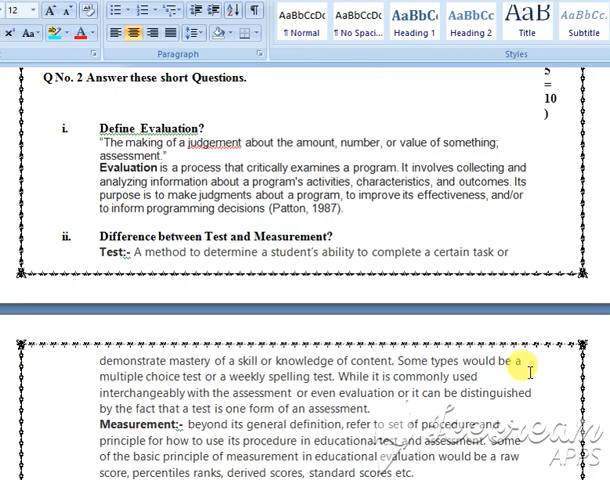 12
AaBbCcDc AaBbCcDc AaBbCc AaBbCc AaB AaBbCc
¶ Normal ¶ No Spaci... Heading 1 Heading 2 Title Subtitle
Paragraph
Styles
Q No. 2 Answer these short Questions.
5
=
10
)
i. Define Evaluation?
"The making of a judgement about the amount, number, or value of something;
assessment."
Evaluation is a process that critically examines a program. It involves collecting and
analyzing information about a program's activities, characteristics, and outcomes. Its
purpose is to make judgments about a program, to improve its effectiveness, and/or
to inform programming decisions (Patton, 1987).
ii. Difference between Test and Measurement?
Test:- A method to determine a student's ability to complete a certain task or
demonstrate mastery of a skill or knowledge of content. Some types would be a
multiple choice test or a weekly spelling test. While it is commonly used
interchangeably with the assessment or even evaluation or it can be distinguished
by the fact that a test is one form of an assessment.
Measurement:- beyond its general definition, refer to set of procedure and
principle for how to use its procedure in educational test and assessment. Some
of the basic principle of measurement in educational evaluation would be a raw
score, percentiles ranks, derived scores, standard scores etc.
Icecream
APPS